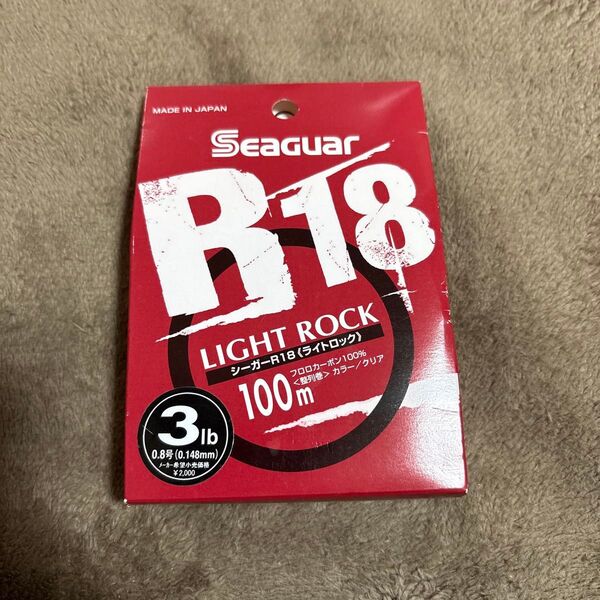 MADE IN JAPAN
Seaguar
R18
LIGHT ROCK
シーガーR18《ライトロック》
100m
フロロカーボン100%
<整列巻> カラー/クリア
3lb
0.8号(0.148mm)
メーカー希望小売価格
¥2,000